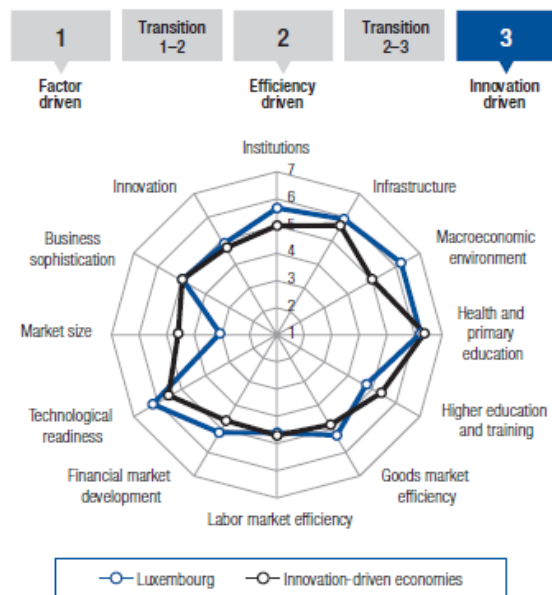 1
Transition
1–2
2
Transition
2–3
3
Factor
driven
Efficiency
driven
Innovation
driven
Institutions
7
6
5
4
3
2
1
Infrastructure
Macroeconomic
environment
Health and
primary
education
Higher education
and training
Goods market
efficiency
Labor market efficiency
Financial market
development
Technological
readiness
Market size
Business
sophistication
Innovation
Luxembourg
Innovation-driven economies